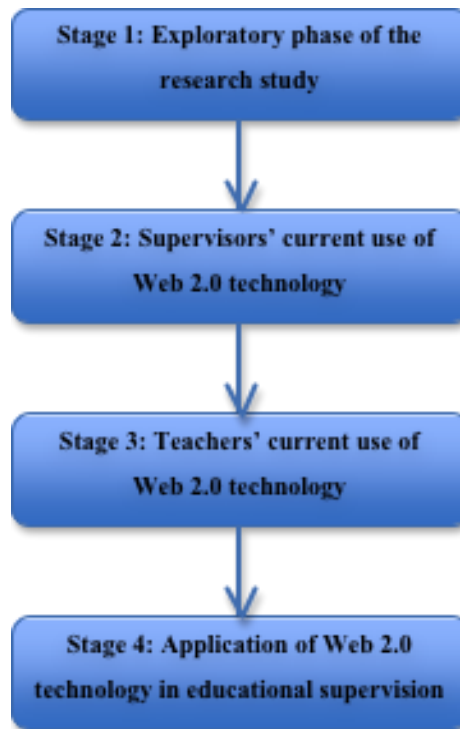 Stage 1: Exploratory phase of the
research study
Stage 2: Supervisors’ current use of
Web 2.0 technology
Stage 3: Teachers’ current use of
Web 2.0 technology
Stage 4: Application of Web 2.0
technology in educational supervision